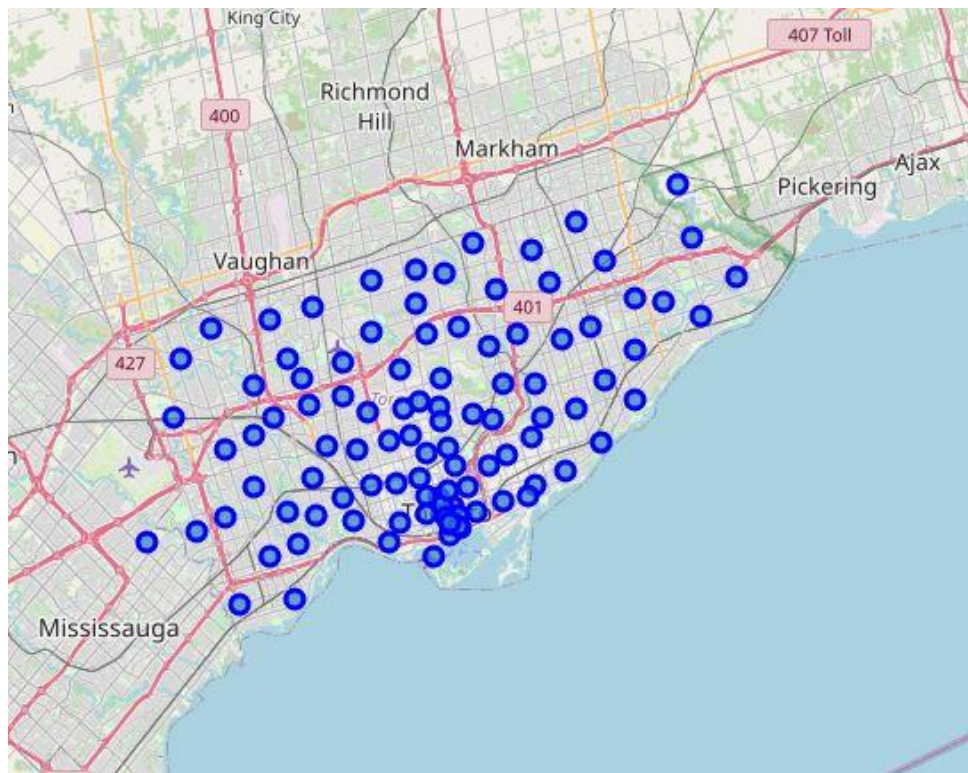 King City
407 Toll
Richmond
Hill
400
Markham
Ajax
Pickering
Vaughan
401
427
Mississauga